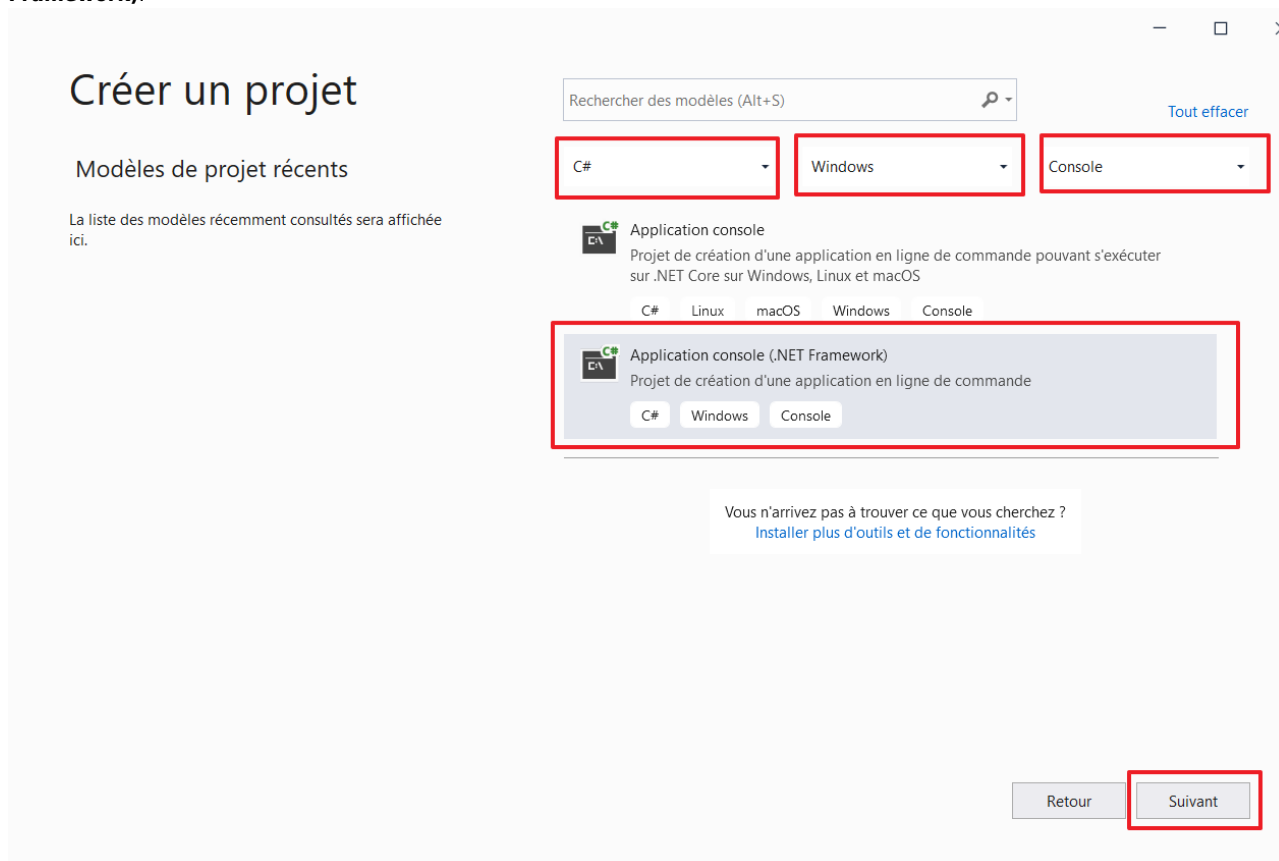 Framework).
Créer un projet
Rechercher des modèles (Alt+S)
Tout effacer
Modèles de projet récents
C#
Windows
Console
La liste des modèles récemment consultés sera affichée
ici.
C#
C:\
Application console
Projet de création d'une application en ligne de commande pouvant s'exécuter
sur .NET Core sur Windows, Linux et macOS
C# Linux macOS Windows Console
C#
C:\
Application console (.NET Framework)
Projet de création d'une application en ligne de commande
C# Windows Console
Vous n'arrivez pas à trouver ce que vous cherchez ?
Installer plus d'outils et de fonctionnalités
Retour
Suivant